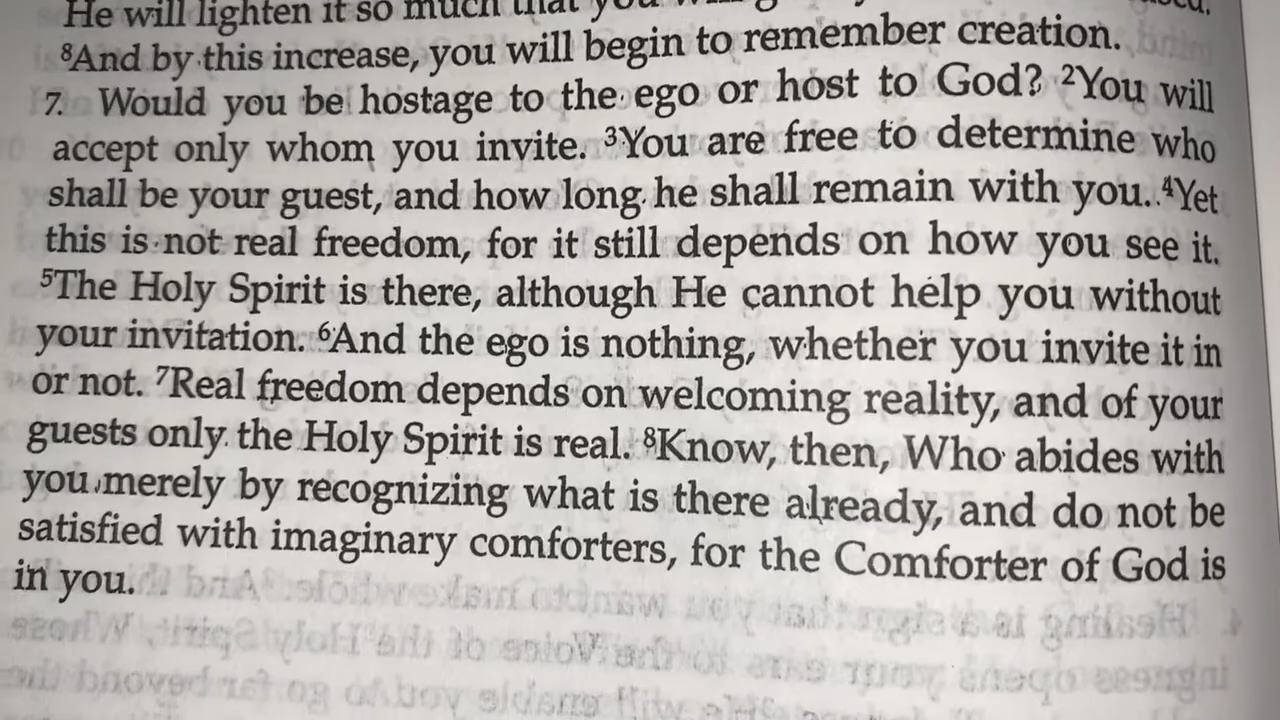 He will lighten it so much that you
⁸And by this increase, you will begin to remember creation.
7. Would you be hostage to the ego or host to God? ²You will
accept only whom you invite. ³You are free to determine who
shall be your guest, and how long he shall remain with you. ⁴Yet
this is not real freedom, for it still depends on how you see it.
⁵The Holy Spirit is there, although He cannot help you without
your invitation. ⁶And the ego is nothing, whether you invite it in
or not. ⁷Real freedom depends on welcoming reality, and of your
guests only the Holy Spirit is real. ⁸Know, then, Who abides with
you merely by recognizing what is there already, and do not be
satisfied with imaginary comforters, for the Comforter of God is
in you.